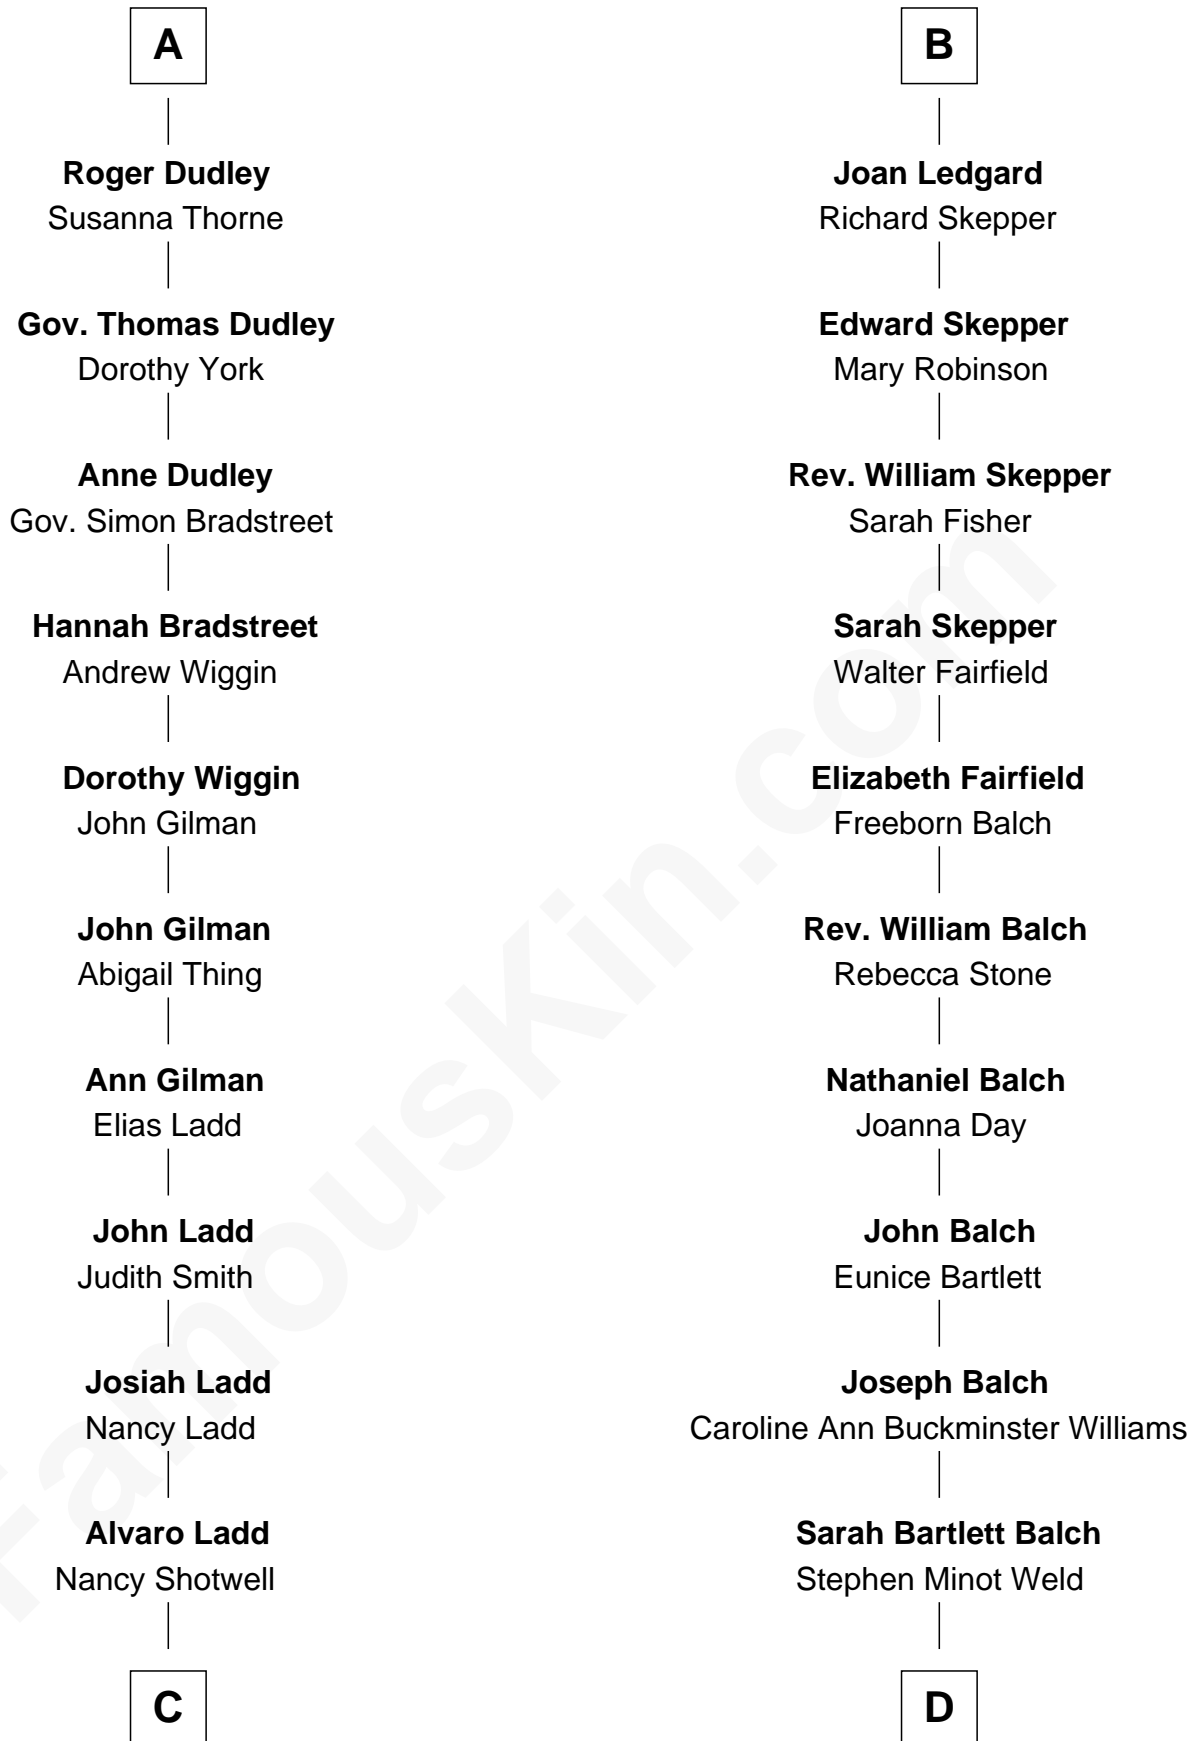 A
Roger Dudley
Susanna Thorne
Gov. Thomas Dudley
Dorothy York
Anne Dudley
Gov. Simon Bradstreet
Hannah Bradstreet
Andrew Wiggin
Dorothy Wiggin
John Gilman
John Gilman
Abigail Thing
Ann Gilman
Elias Ladd
John Ladd
Judith Smith
Josiah Ladd
Nancy Ladd
Alvaro Ladd
Nancy Shotwell
C
B
Joan Ledgard
Richard Skepper
Edward Skepper
Mary Robinson
Rev. William Skepper
Sarah Fisher
Sarah Skepper
Walter Fairfield
Elizabeth Fairfield
Freeborn Balch
Rev. William Balch
Rebecca Stone
Nathaniel Balch
Joanna Day
John Balch
Eunice Bartlett
Joseph Balch
Caroline Ann Buckminster Williams
Sarah Bartlett Balch
Stephen Minot Weld
D
FamousKin.com